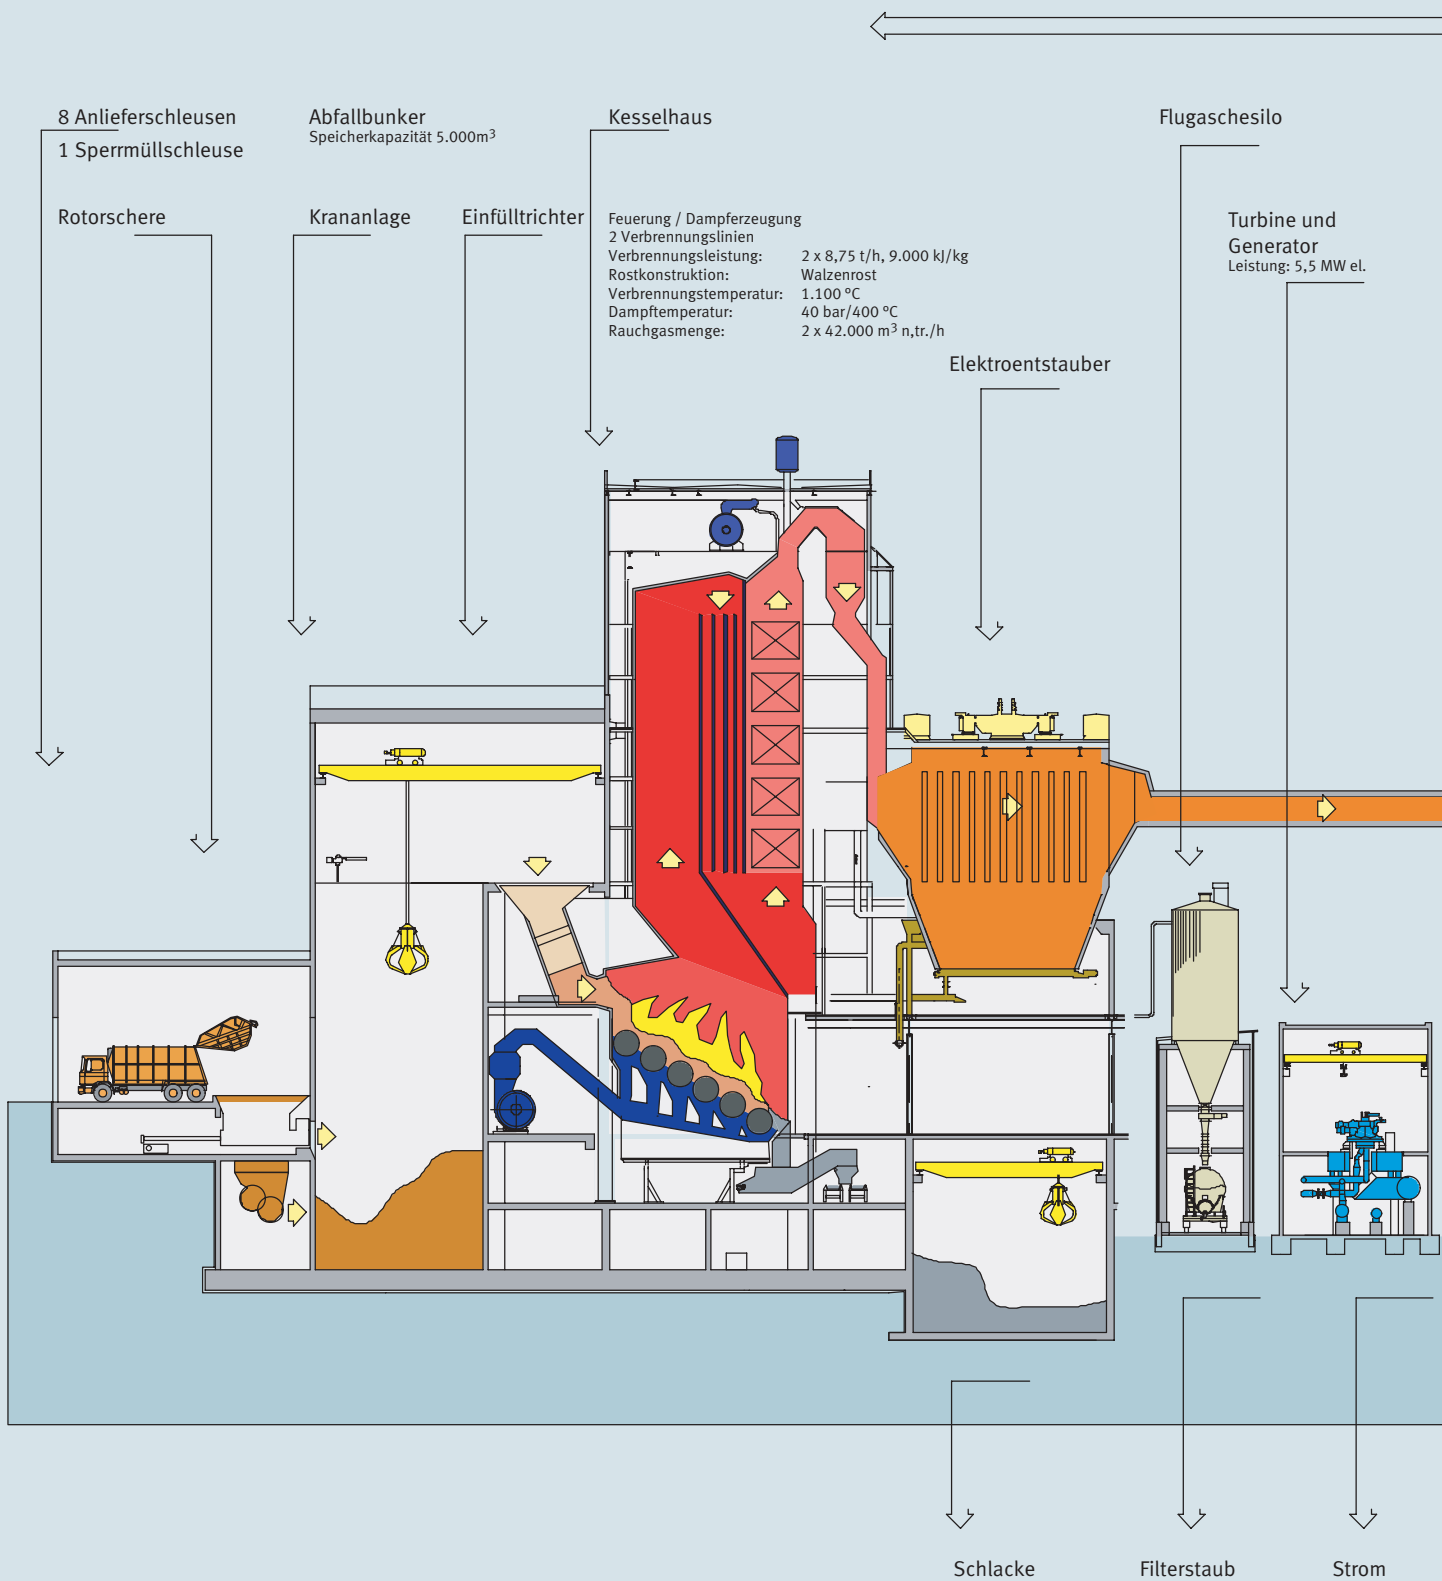 8 Anlieferschleusen
1 Sperrmüllschleuse
Abfallbunker
Speicherkapazität 5.000m³
Kesselhaus
Flugaschesilo
Rotorschere
Krananlage
Einfülltrichter
Feuerung / Dampferzeugung
2 Verbrennungslinien
Verbrennungsleistung: 2 x 8,75 t/h, 9.000 kJ/kg
Rostkonstruktion: Walzenrost
Verbrennungstemperatur: 1.100 °C
Dampftemperatur: 40 bar/400 °C
Rauchgasmenge: 2 x 42.000 m³ n,tr./h
Turbine und
Generator
Leistung: 5,5 MW el.
Elektroentstauber
Schlacke
Filterstaub
Strom